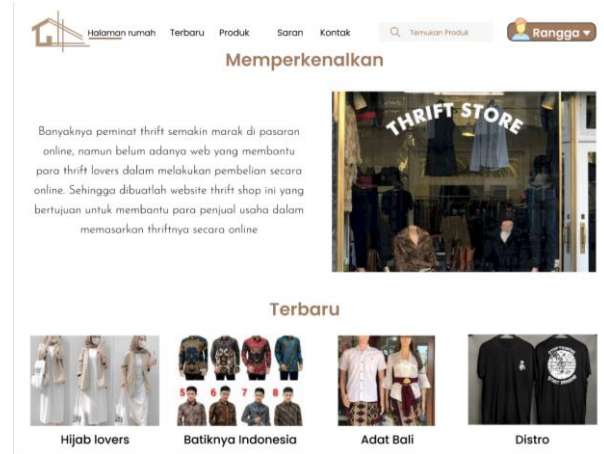 Halaman rumah
Terbaru
Produk
Saran
Kontak
Temukan Produk
Rangga
Memperkenalkan
Banyaknya peminat thrift semakin marak di pasaran
online, namun belum adanya web yang membantu
para thrift lovers dalam melakukan pembelian secara
online. Sehingga dibuatlah website thrift shop ini yang
bertujuan untuk membantu para penjual usaha dalam
memasarkan thriftnya secara online
THRIFT STORE
Terbaru
5 6 7 8
Hijab lovers
Batiknya Indonesia
Adat Bali
Distro